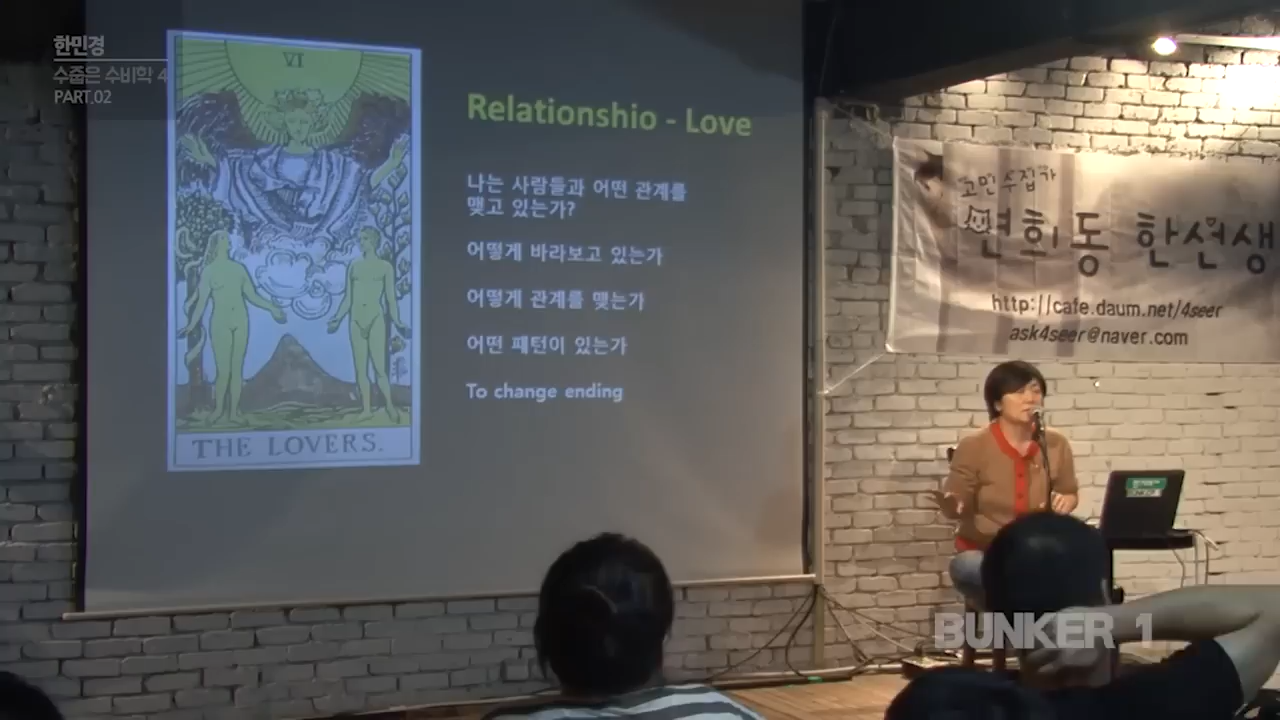 한민경
수줍은 수비학 4
PART.02
VI
THE LOVERS.
Relationshio - Love
나는 사람들과 어떤 관계를
맺고 있는가?
어떻게 바라보고 있는가
어떻게 관계를 맺는가
어떤 패턴이 있는가
To change ending
고민 수집가
연희동 한선생
http://cafe.daum.net/4seer
ask4seer@naver.com
BUNKER 1